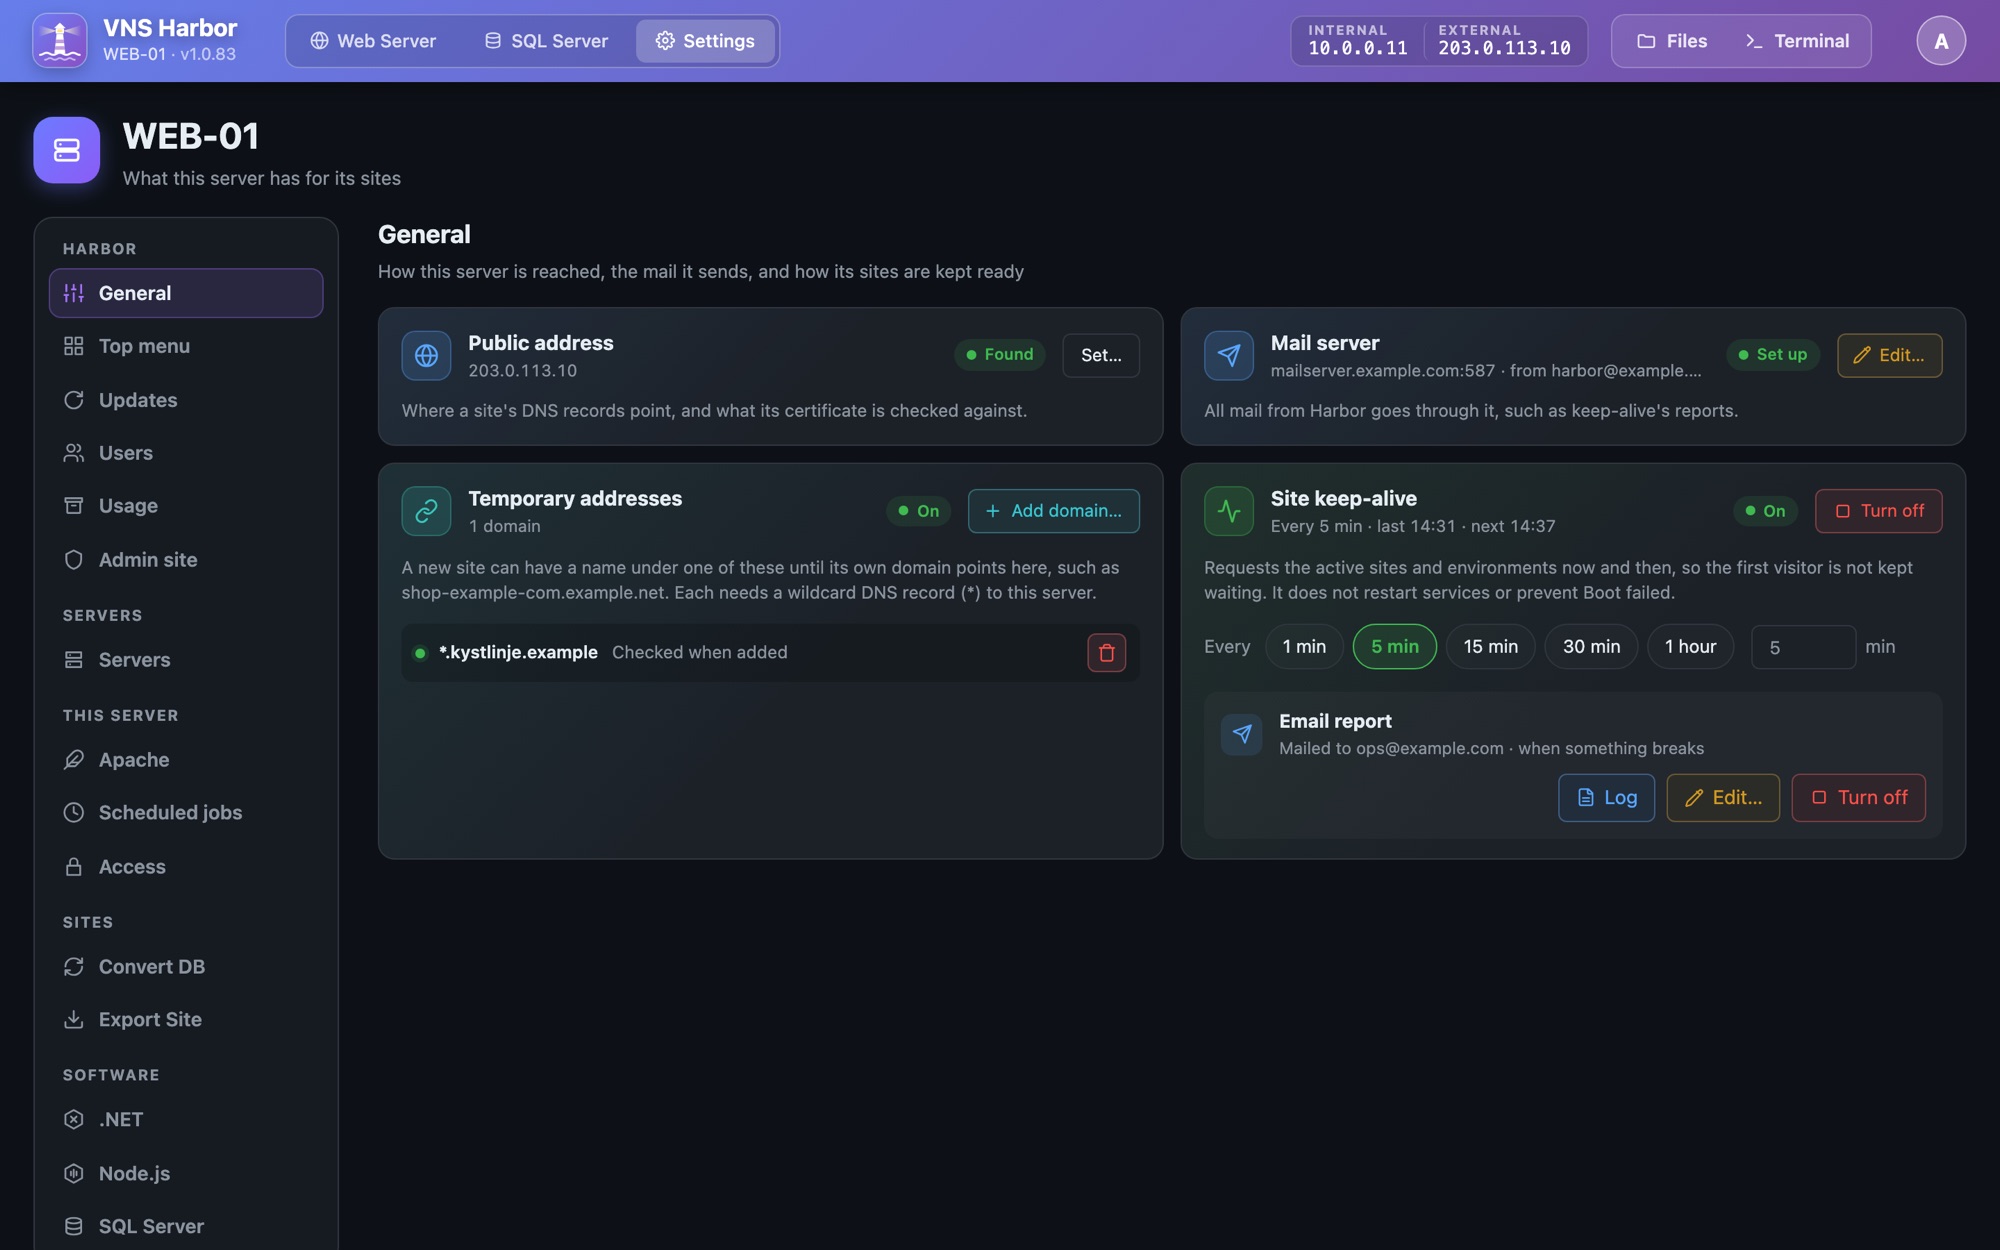 VNS Harbor
WEB-01 · v1.0.83
Web Server
SQL Server
Settings
INTERNAL
10.0.0.11
EXTERNAL
203.0.113.10
Files
Terminal
A
WEB-01
What this server has for its sites
HARBOR
General
Top menu
Updates
Users
Usage
Admin site
SERVERS
Servers
THIS SERVER
Apache
Scheduled jobs
Access
SITES
Convert DB
Export Site
SOFTWARE
.NET
Node.js
SQL Server
General
How this server is reached, the mail it sends, and how its sites are kept ready
Public address
203.0.113.10
Found
Set...
Where a site's DNS records point, and what its certificate is checked against.
Mail server
mailserver.example.com:587 · from harbor@example....
Set up
Edit...
All mail from Harbor goes through it, such as keep-alive's reports.
Temporary addresses
1 domain
On
Add domain...
A new site can have a name under one of these until its own domain points here, such as
shop-example-com.example.net. Each needs a wildcard DNS record (*) to this server.
*.kystlinje.example Checked when added
Site keep-alive
Every 5 min · last 14:31 · next 14:37
On
Turn off
Requests the active sites and environments now and then, so the first visitor is not kept
waiting. It does not restart services or prevent Boot failed.
Every 1 min 5 min 15 min 30 min 1 hour 5 min
Email report
Mailed to ops@example.com · when something breaks
Log
Edit...
Turn off